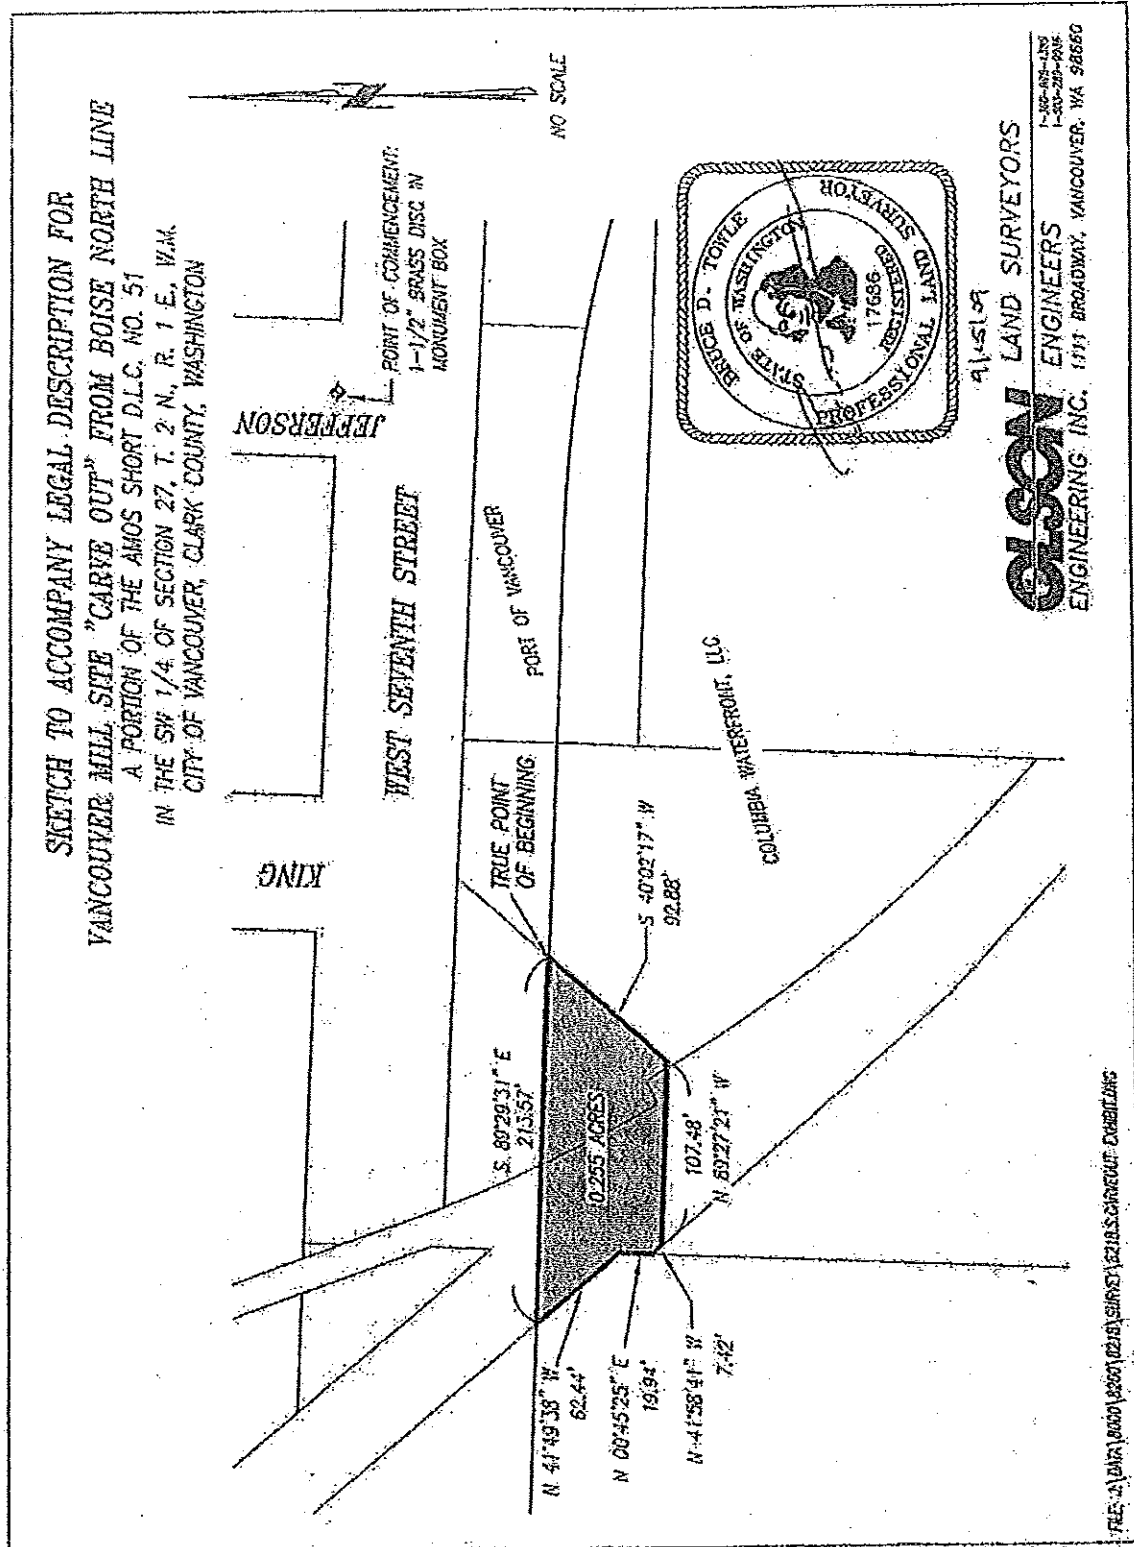 SKETCH TO ACCOMPANY LEGAL DESCRIPTION FOR
VANCOUVER MILL SITE "CARVE OUT" FROM BOISE NORTH LINE
A PORTION OF THE AMOS SHORT D.L.C. NO. 51
IN THE SW 1/4 OF SECTION 27, T. 2 N., R. 1 E., W.M.
CITY OF VANCOUVER, CLARK COUNTY, WASHINGTON
NO SCALE
KING
JEFFERSON
POINT OF COMMENCEMENT:
1-1/2" BRASS DISC IN
MONUMENT BOX
WEST SEVENTH STREET
PORT OF VANCOUVER
TRUE POINT
OF BEGINNING
S 89°29'31" E
213.57'
0.255 ACRES
S 40°02'17" W
92.88'
107.48'
N 89°27'21" W
N 41°49'38" W
62.44'
N 00°45'25" E
19.94'
N 41°58'41" W
7.42'
COLUMBIA WATERFRONT, LLC
BRUCE D. TOWLE
STATE OF WASHINGTON
17686
REGISTERED
PROFESSIONAL LAND SURVEYOR
9/15/09
OLSON LAND SURVEYORS
ENGINEERS
ENGINEERING INC. 1111 BROADWAY, VANCOUVER, WA 98660